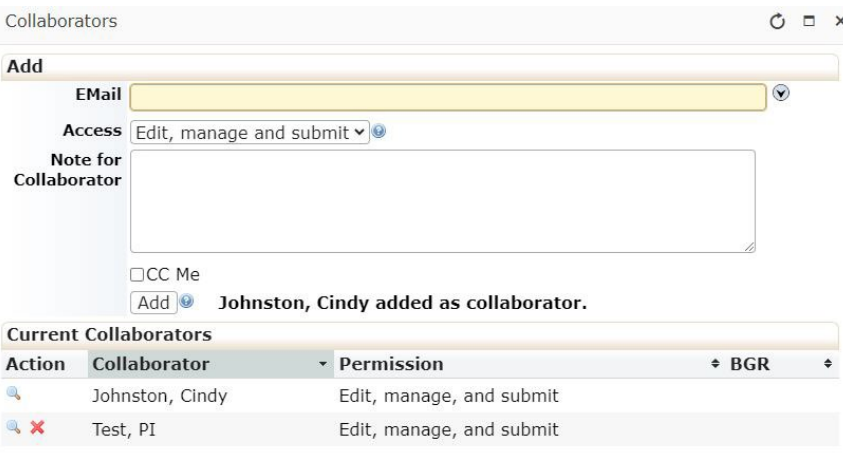 Collaborators
Add
EMail
Access Edit, manage and submit
Note for
Collaborator
CC Me
Add Johnston, Cindy added as collaborator.
Current Collaborators
Action Collaborator Permission BGR
Johnston, Cindy Edit, manage, and submit
Test, PI Edit, manage, and submit